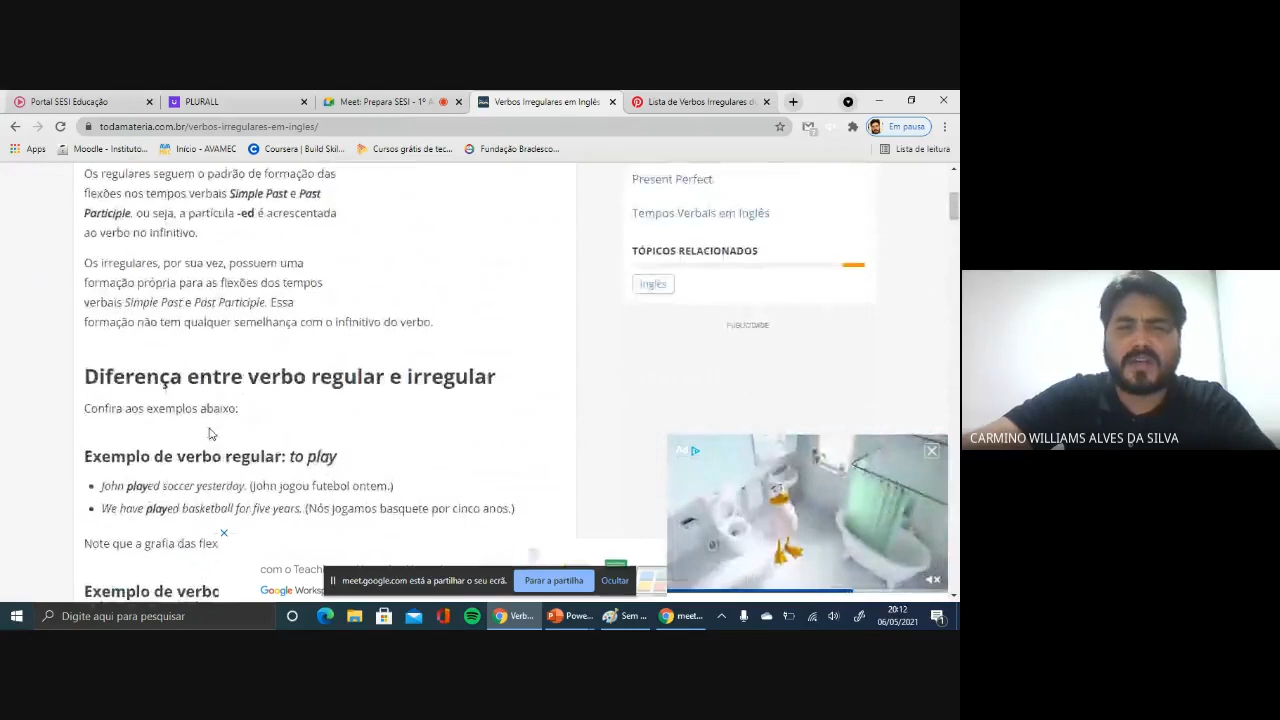 Portal SESI Educação
PLURALL
Meet: Prepara SESI - 1º A
Verbos Irregulares em Inglês
Lista de Verbos Irregulares d
todamateria.com.br/verbos-irregulares-em-ingles/
Em pausa
Apps
Moodle - Instituto...
Início - AVAMEC
Coursera | Build Skil...
Cursos grátis de tec...
Fundação Bradesco...
Lista de leitura
Os regulares seguem o padrão de formação das
flexões nos tempos verbais Simple Past e Past
Participle, ou seja, a partícula -ed é acrescentada
ao verbo no infinitivo.
Os irregulares, por sua vez, possuem uma
formação própria para as flexões dos tempos
verbais Simple Past e Past Participle. Essa
formação não tem qualquer semelhança com o infinitivo do verbo.
Diferença entre verbo regular e irregular
Confira aos exemplos abaixo:
Exemplo de verbo regular: to play
John played soccer yesterday. (John jogou futebol ontem.)
We have played basketball for five years. (Nós jogamos basquete por cinco anos.)
Note que a grafia das flex
Exemplo de verbo
Present Perfect
Tempos Verbais em Inglês
TÓPICOS RELACIONADOS
Inglês
PUBLICIDADE
Ad
com o Teach
Google Worksp
meet.google.com está a partilhar o seu ecrã.
Parar a partilha
Ocultar
CARMINO WILLIAMS ALVES DA SILVA
Digite aqui para pesquisar
Verb...
Powe...
Sem ...
meet...
20:12
06/05/2021